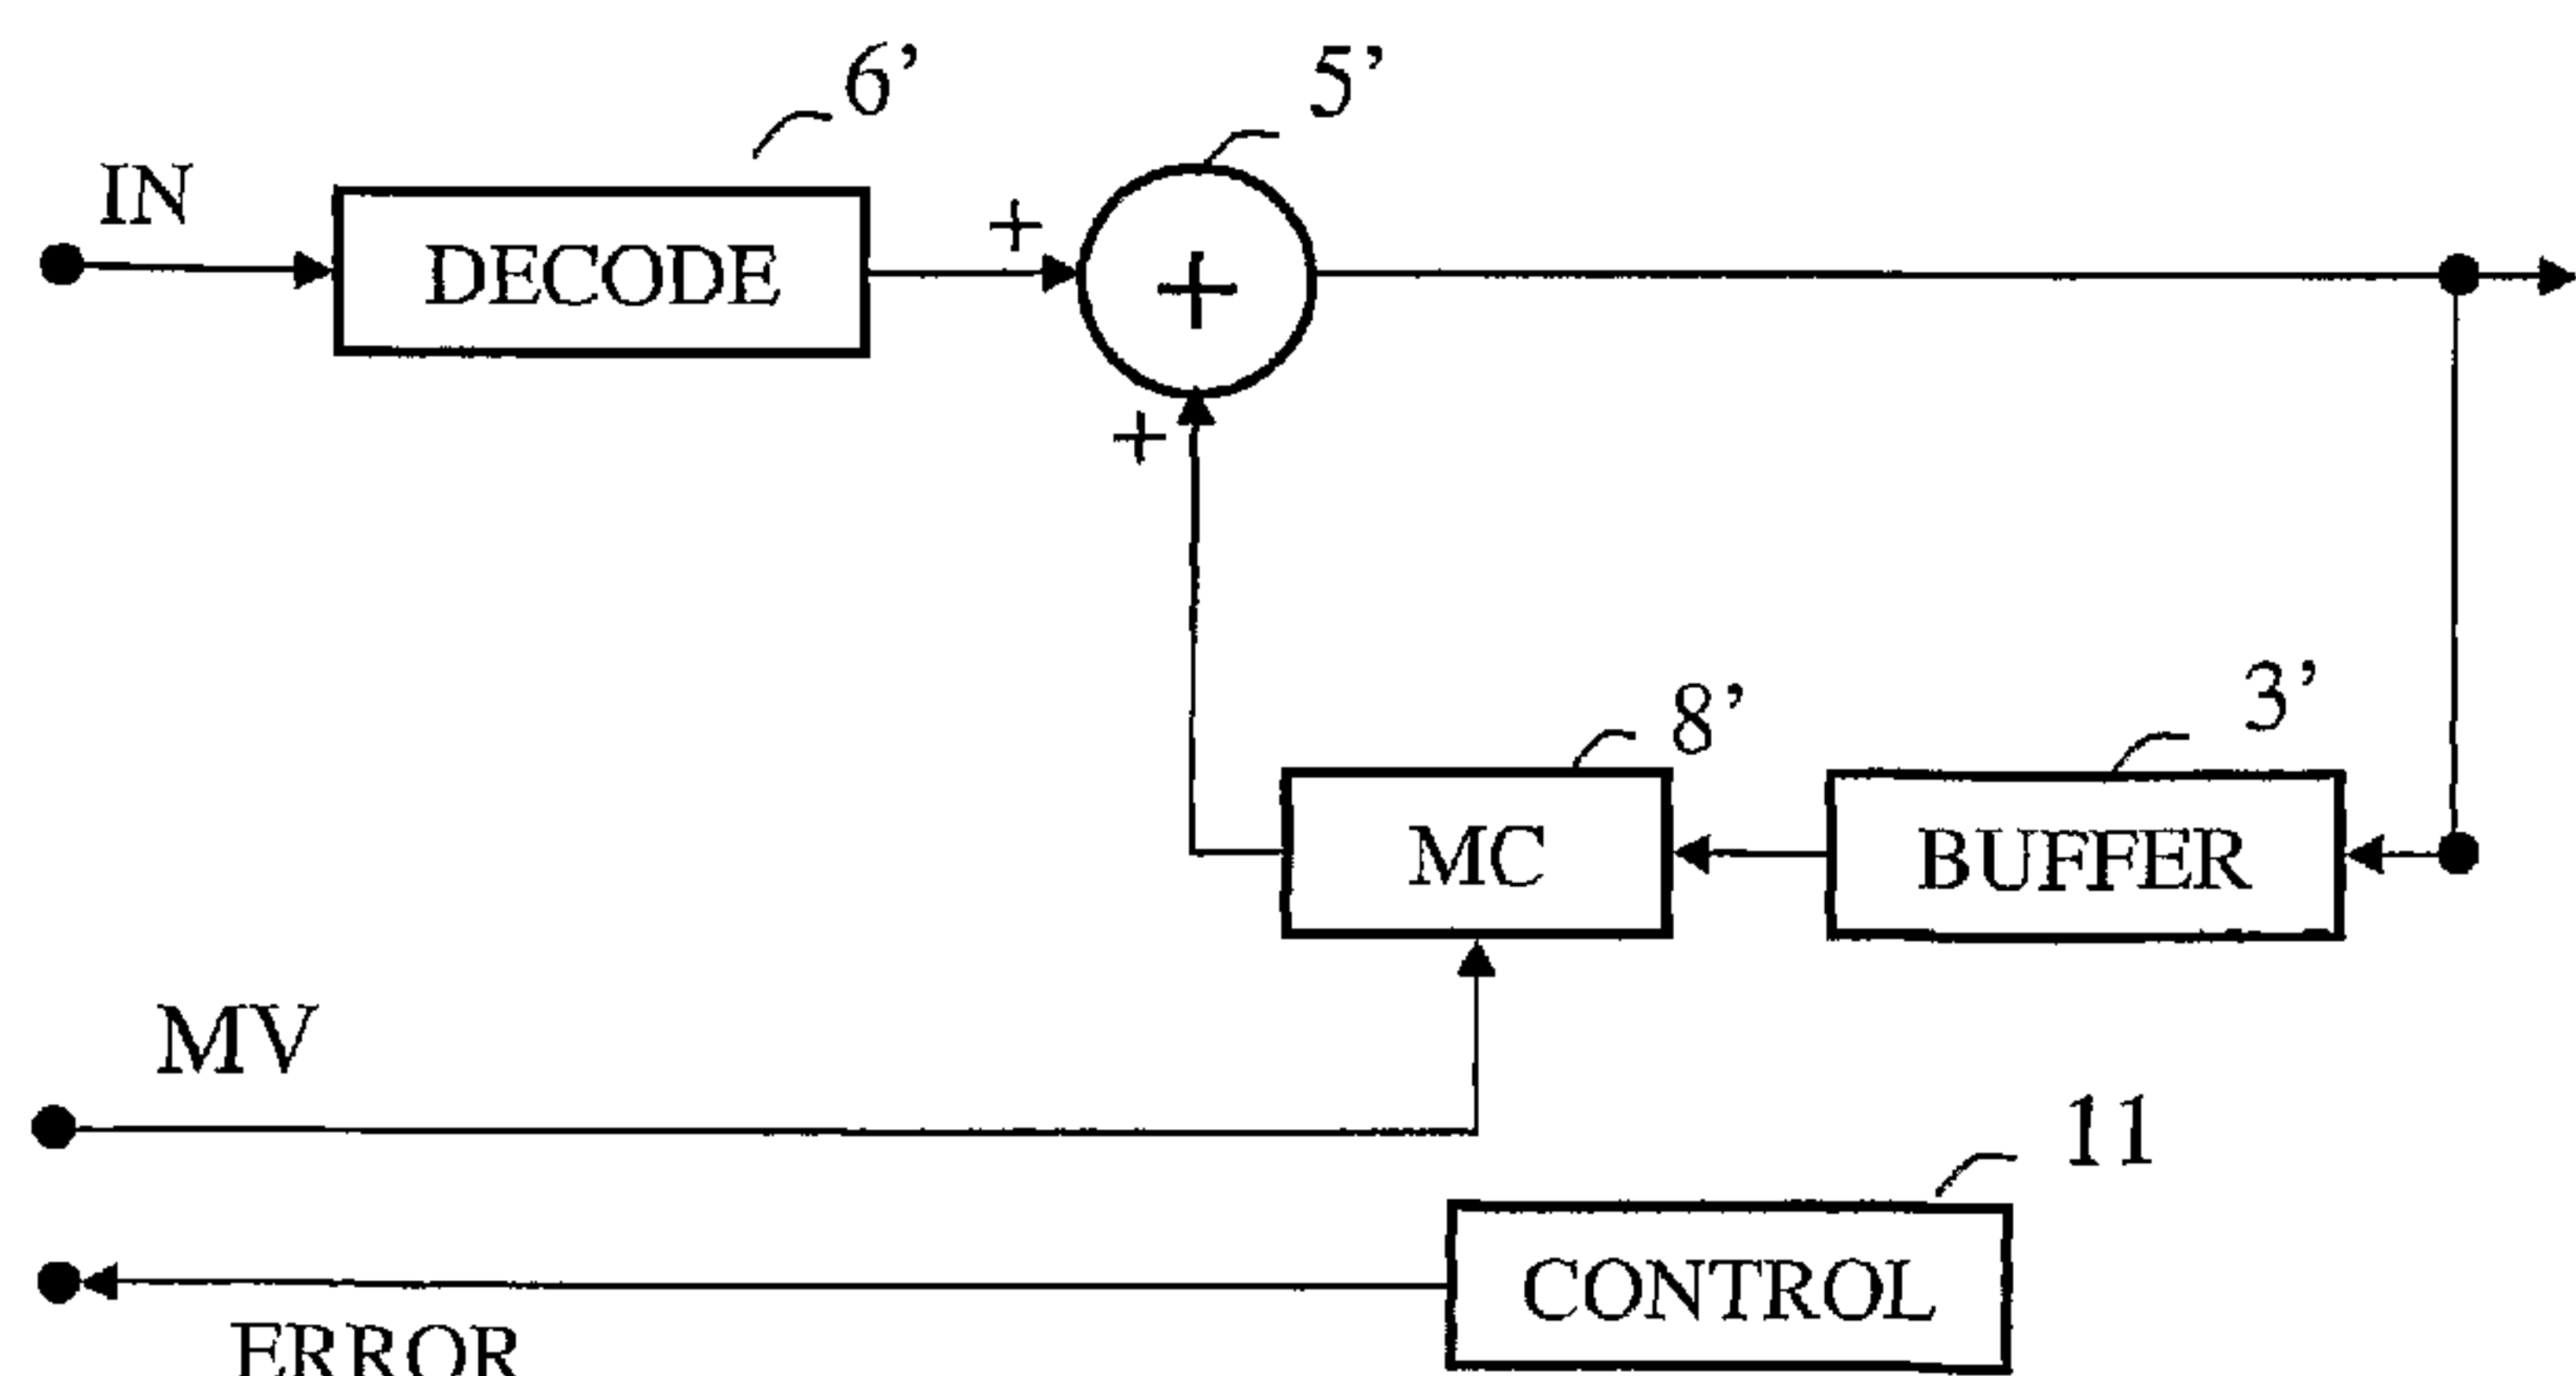 6’
5’
IN
DECODE
+
+
+
8’
3’
MC
BUFFER
MV
11
CONTROL
ERROR